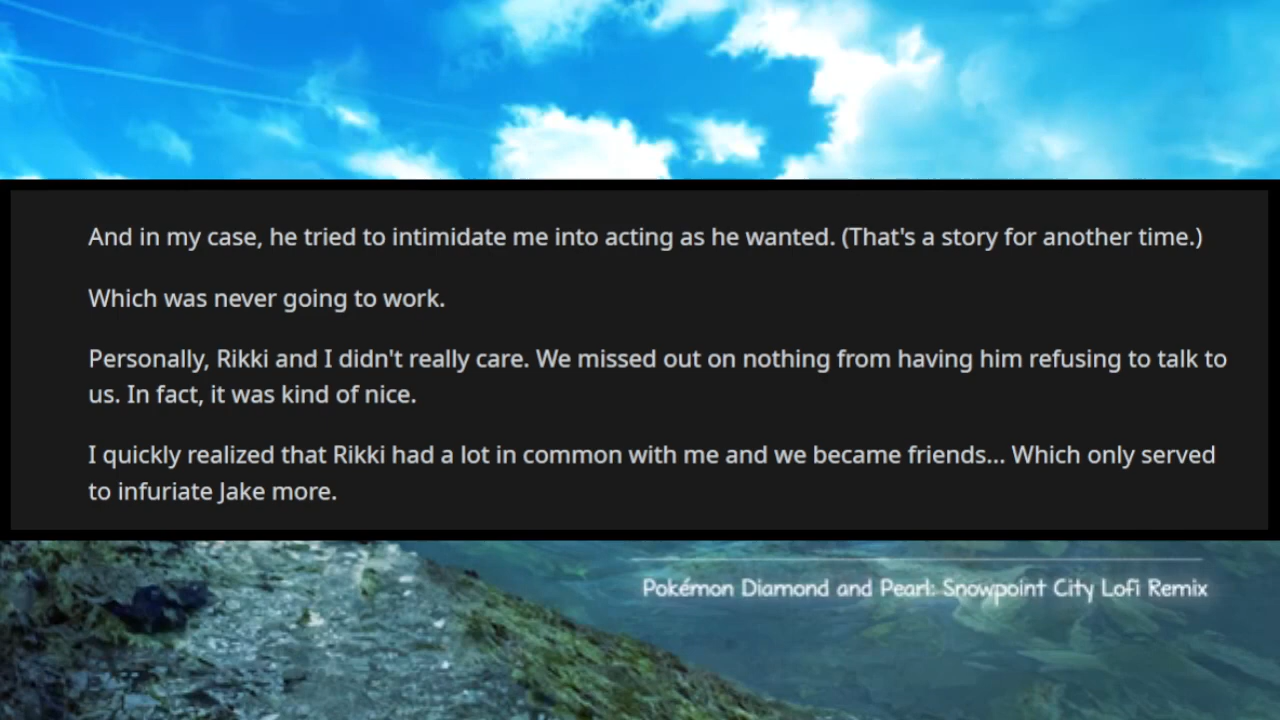 And in my case, he tried to intimidate me into acting as he wanted. (That's a story for another time.)
Which was never going to work.
Personally, Rikki and I didn't really care. We missed out on nothing from having him refusing to talk to
us. In fact, it was kind of nice.
I quickly realized that Rikki had a lot in common with me and we became friends... Which only served
to infuriate Jake more.
Pokémon Diamond and Pearl: Snowpoint City Lofi Remix